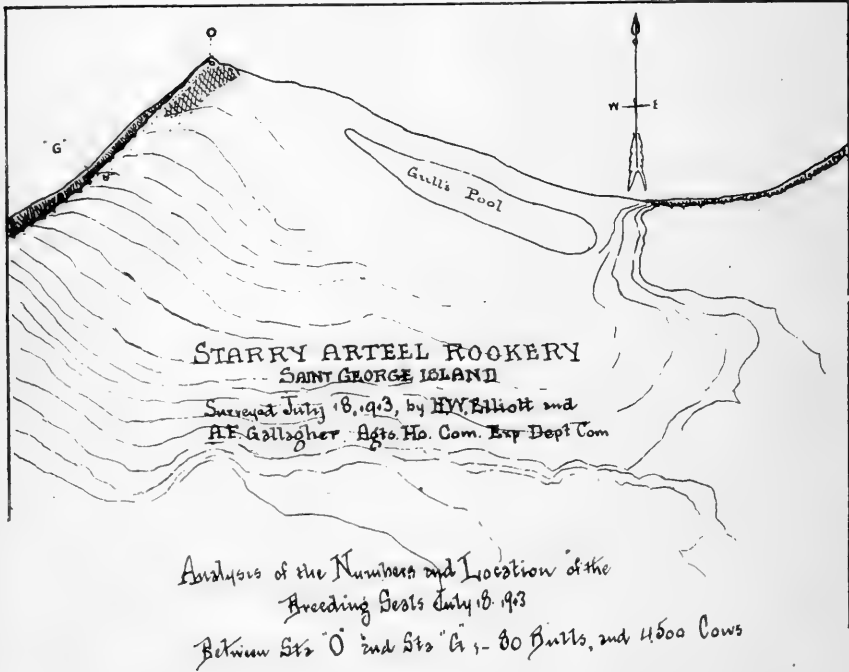 O
W E
"G"
Gull's Pool
STARRY ARTEEL ROOKERY
SAINT GEORGE ISLAND
Surveyed July 18, 1913, by H.W. Elliott and
A.F. Gallagher Agts. Ho. Com. Exp Dept Com
Analysis of the Numbers and Location of the
Breeding Seals July 18. 1913
Between Sta "O" and Sta "G", - 80 Bulls, and 4500 Cows